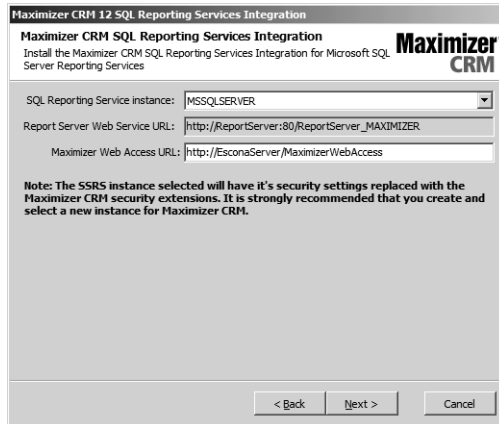 Maximizer CRM 12 SQL Reporting Services Integration
Maximizer CRM SQL Reporting Services Integration
Install the Maximizer CRM SQL Reporting Services Integration for Microsoft SQL
Server Reporting Services
Maximizer
CRM
SQL Reporting Service instance: MSSQLSERVER
Report Server Web Service URL: http://ReportServer:80/ReportServer_MAXIMIZER
Maximizer Web Access URL: http://EsconaServer/MaximizerWebAccess
Note: The SSRS instance selected will have it's security settings replaced with the
Maximizer CRM security extensions. It is strongly recommended that you create and
select a new instance for Maximizer CRM.
< Back Next > Cancel